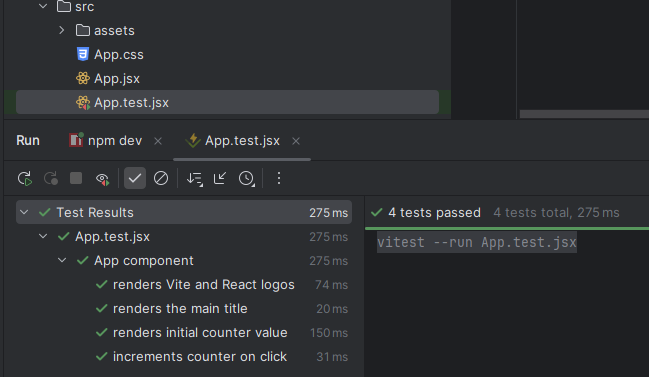 src
assets
App.css
App.jsx
App.test.jsx
Run npm dev App.test.jsx
Test Results 275 ms
App.test.jsx 275 ms
App component 275 ms
renders Vite and React logos 74 ms
renders the main title 20 ms
renders initial counter value 150 ms
increments counter on click 31 ms
4 tests passed 4 tests total, 275 ms
vitest --run App.test.jsx